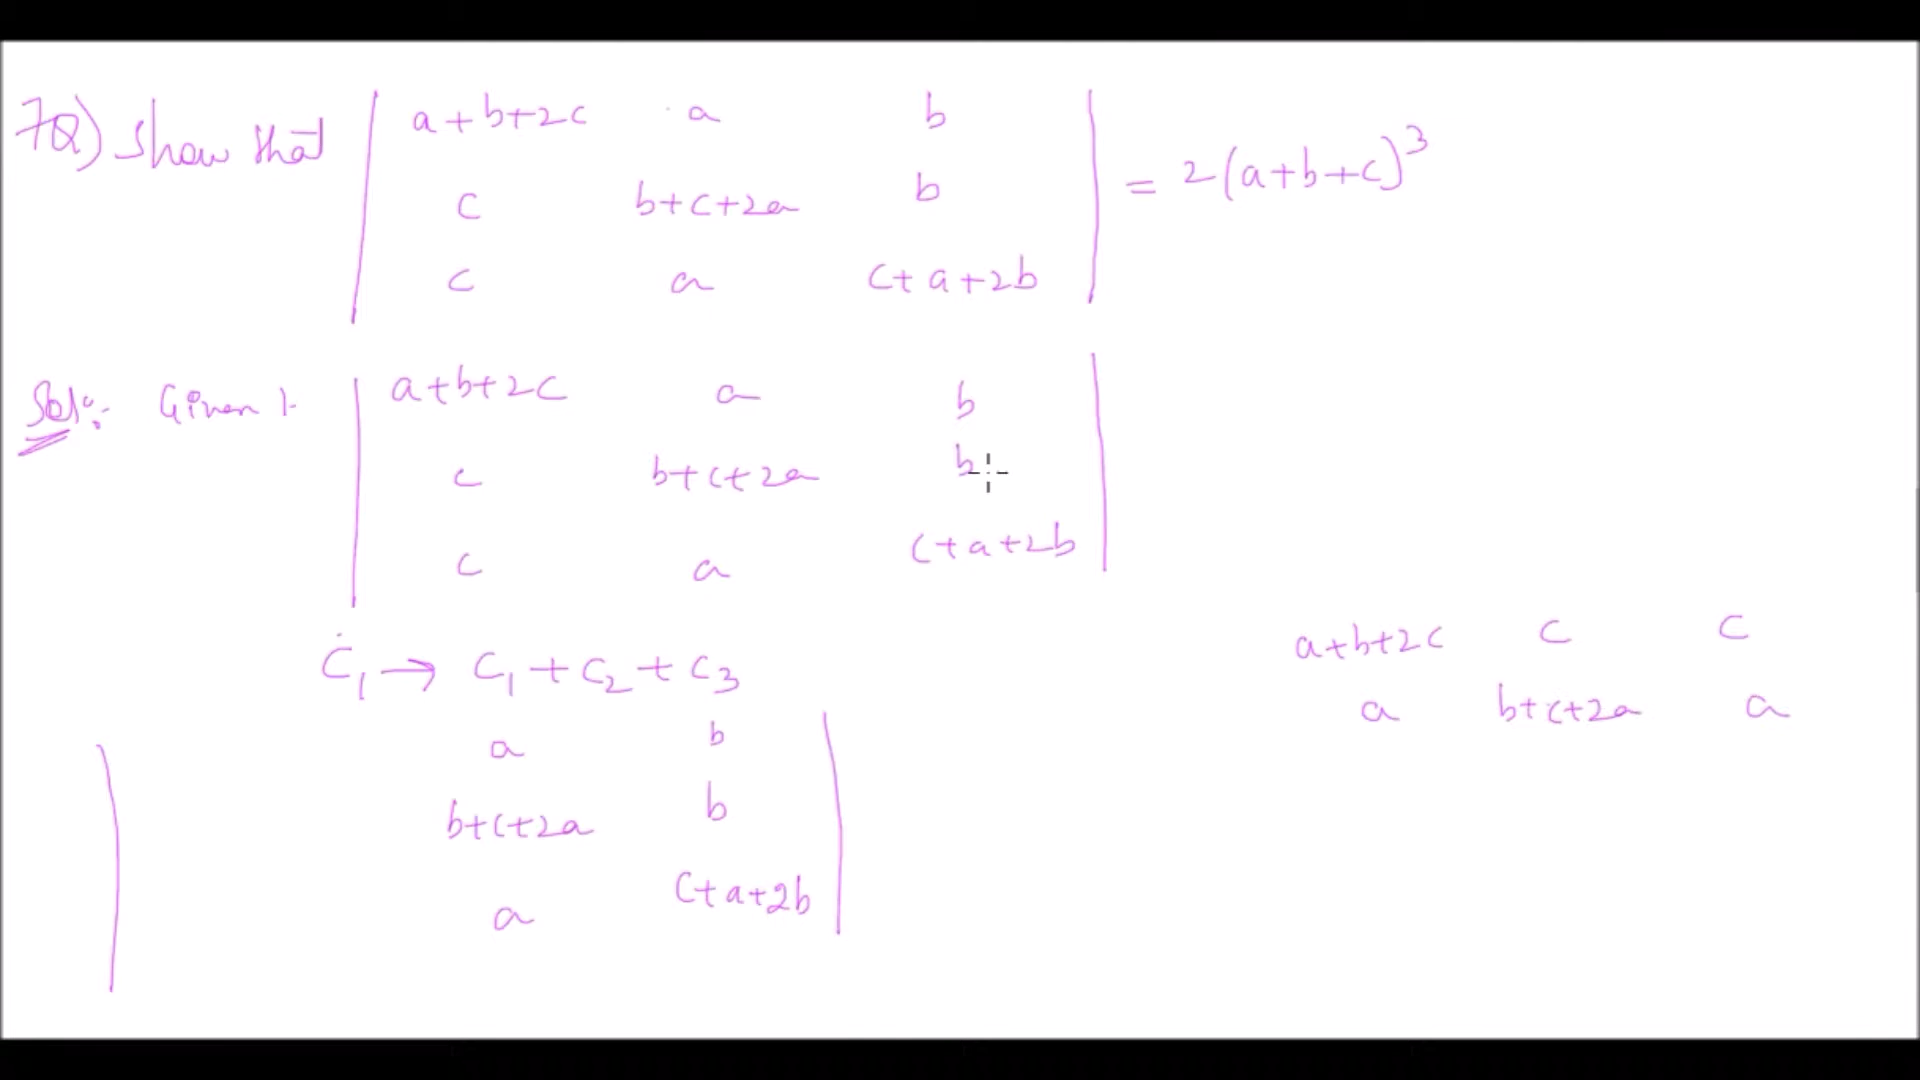 7Q) Show that | a+b+2c a b | = 2(a+b+c)³
c b+c+2a b
c a c+a+2b
Sol:- Given | a+b+2c a b |
c b+c+2a b
c a c+a+2b
C₁ → C₁ + C₂ + C₃
| a b |
b+c+2a b
a c+a+2b
a+b+2c c c
a b+c+2a a